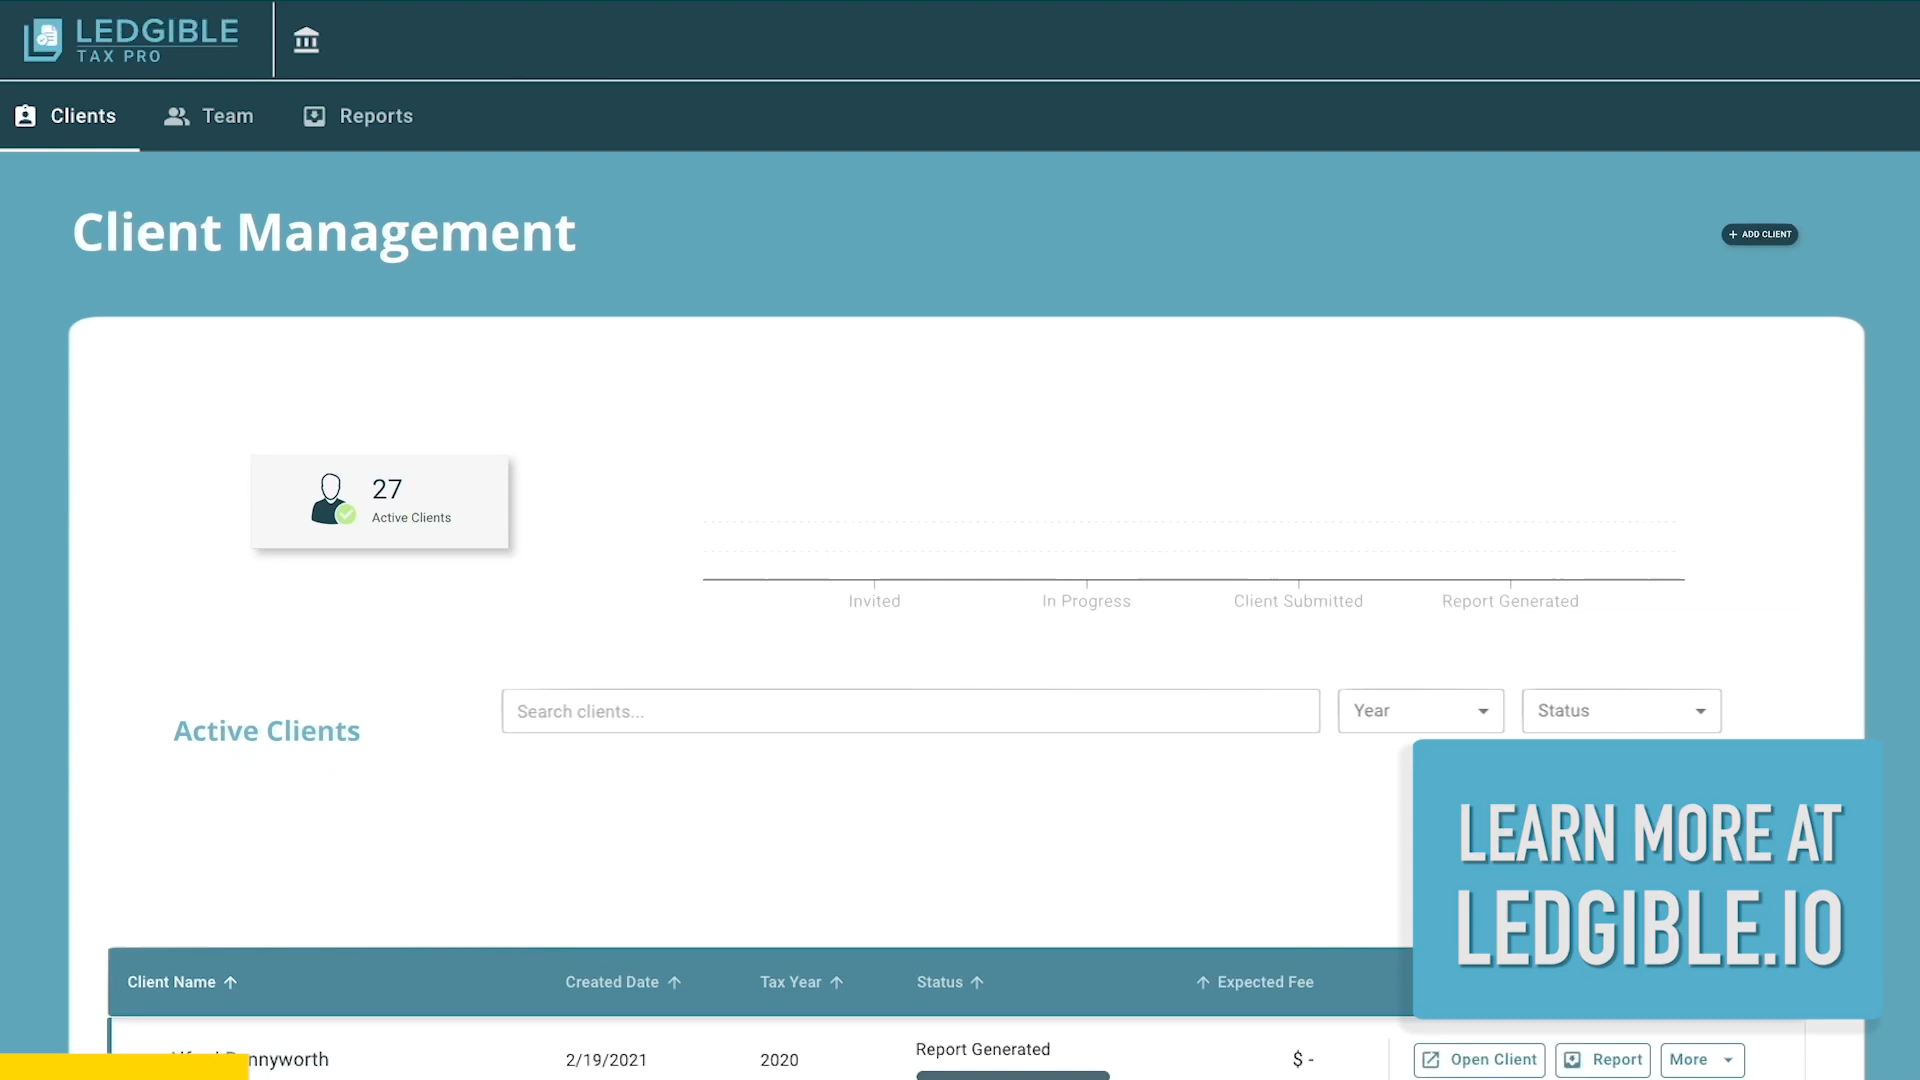 LEDGIBLE
TAX PRO
Clients Team Reports
Client Management
+ ADD CLIENT
27
Active Clients
Invited In Progress Client Submitted Report Generated
Active Clients
Search clients... Year Status
LEARN MORE AT
LEDGIBLE.IO
Client Name Created Date Tax Year Status Expected Fee
2/19/2021 2020 Report Generated $ - Open Client Report More